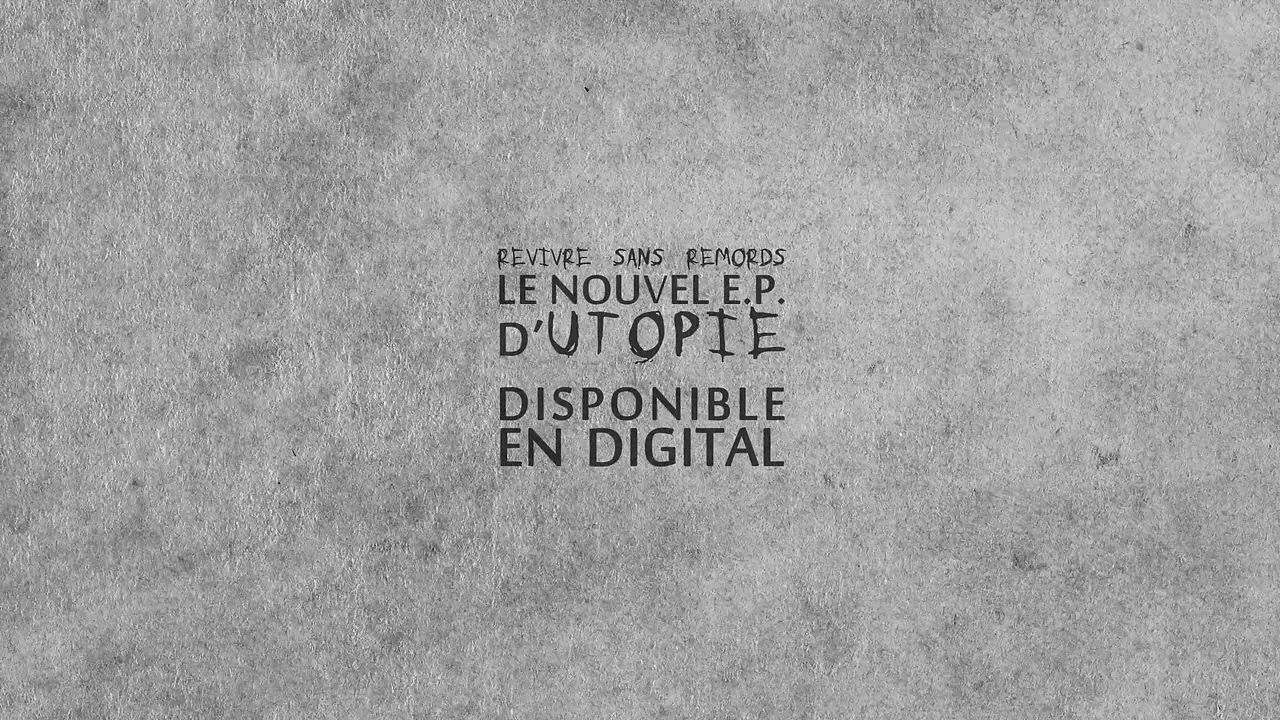 REVIVRE SANS REMORDS
LE NOUVEL E.P.
D'UTOPIE
DISPONIBLE
EN DIGITAL